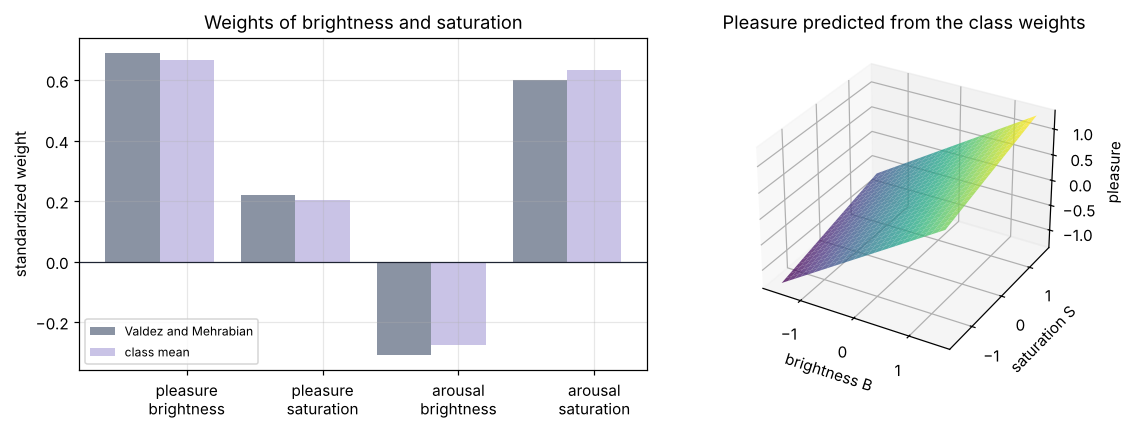 Weights of brightness and saturation
standardized weight
0.6
0.4
0.2
0.0
−0.2
Valdez and Mehrabian
class mean
pleasure
brightness
pleasure
saturation
arousal
brightness
arousal
saturation
Pleasure predicted from the class weights
1.0
0.5
0.0
−0.5
−1.0
pleasure
−1
0
1
brightness B
−1
0
1
saturation S